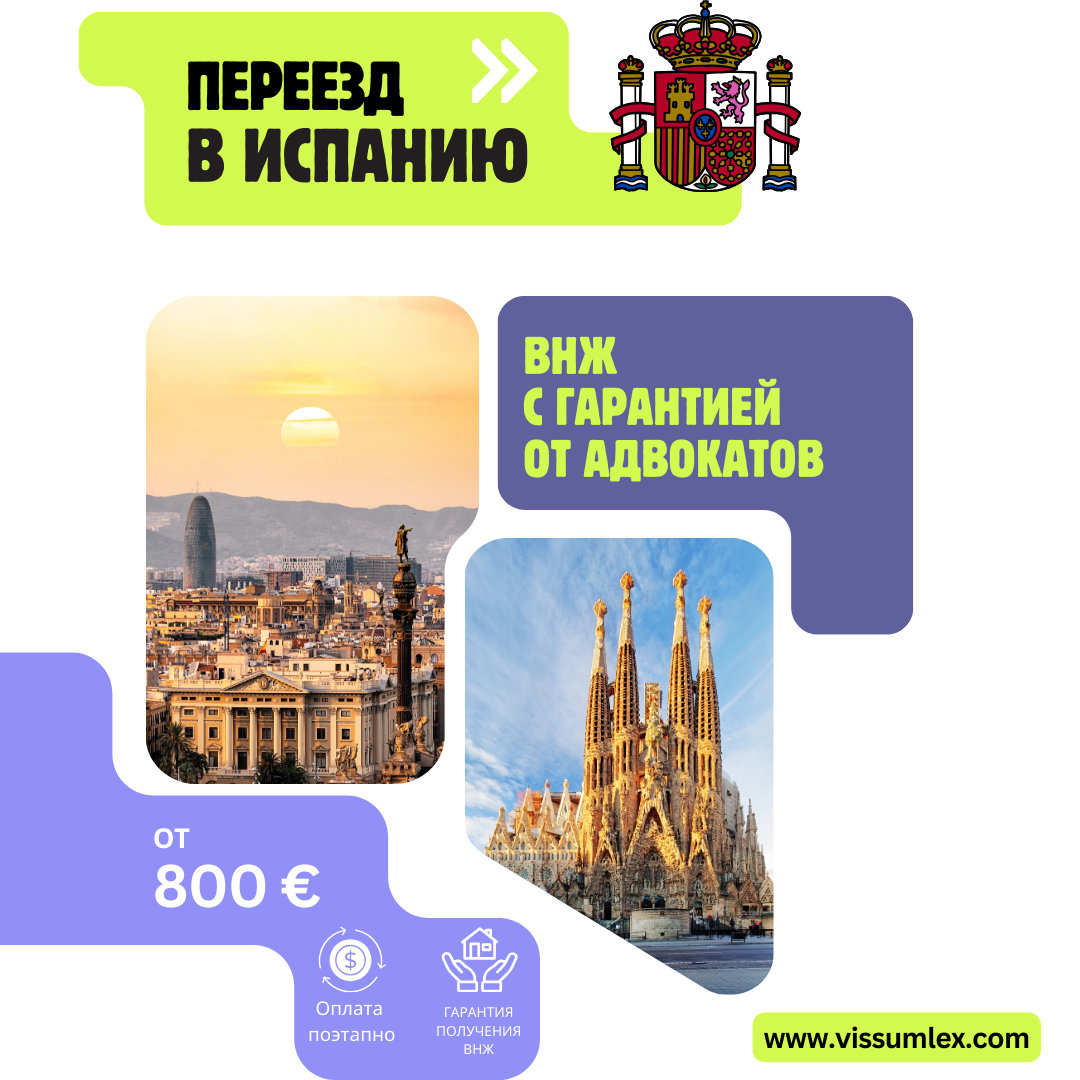 ПЕРЕЕЗД
В ИСПАНИЮ
ВНЖ
С ГАРАНТИЕЙ
ОТ АДВОКАТОВ
ОТ
800 €
$
Оплата
поэтапно
ГАРАНТИЯ
ПОЛУЧЕНИЯ
ВНЖ
www.vissumlex.com